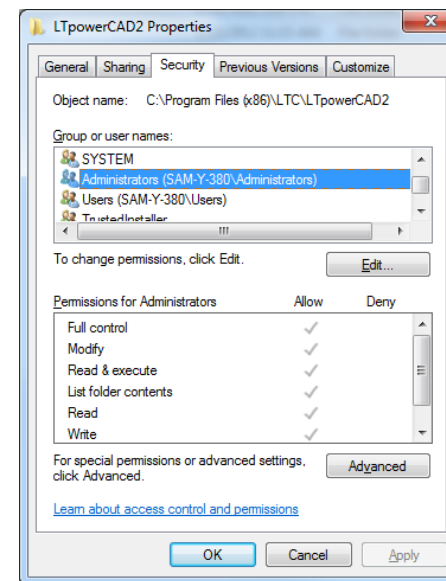 LTpowerCAD2 Properties
General Sharing Security Previous Versions Customize
Object name: C:\Program Files (x86)\LTC\LTpowerCAD2
Group or user names:
SYSTEM
Administrators (SAM-Y-380\Administrators)
Users (SAM-Y-380\Users)
TrustedInstaller
To change permissions, click Edit.
Edit...
Permissions for Administrators Allow Deny
Full control
Modify
Read & execute
List folder contents
Read
Write
For special permissions or advanced settings,
click Advanced.
Advanced
Learn about access control and permissions
OK Cancel Apply